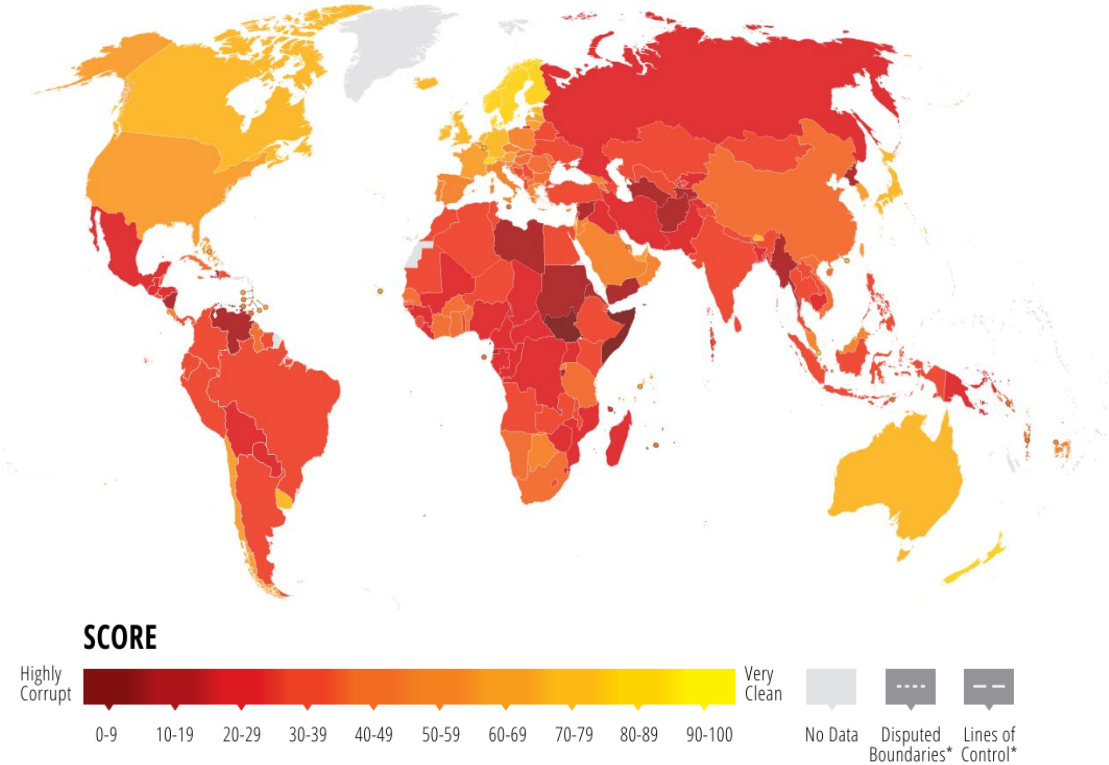 SCORE
Highly
Corrupt
Very
Clean
0-9
10-19
20-29
30-39
40-49
50-59
60-69
70-79
80-89
90-100
No Data
Disputed
Boundaries*
Lines of
Control*